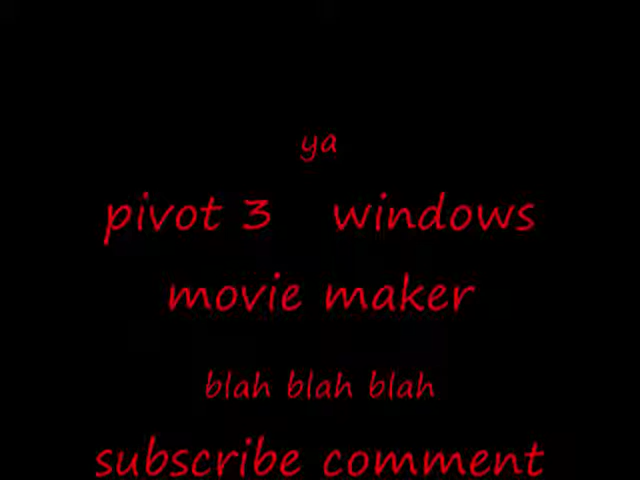 ya
pivot 3 windows
movie maker
blah blah blah
subscribe comment